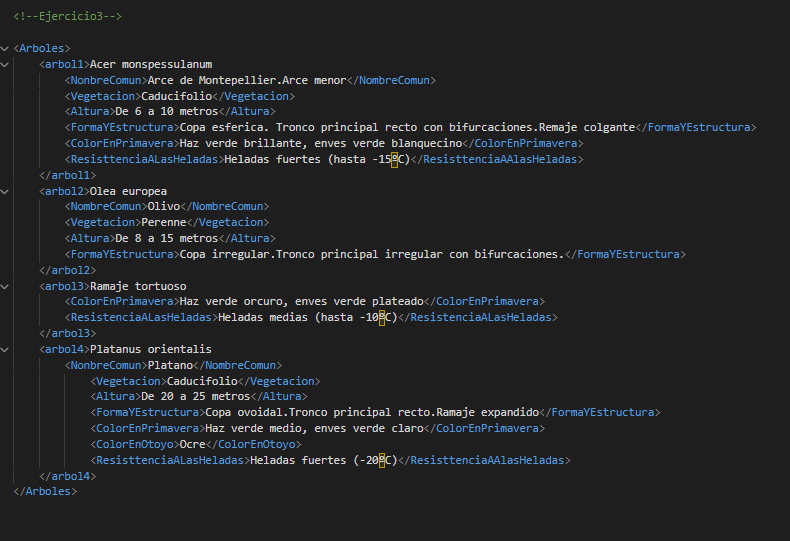 <!--Ejercicio3-->
<Arboles>
<arbol1>Acer monspessulanum
<NonbreComun>Arce de Montepellier.Arce menor</NombreComun>
<Vegetacion>Caducifolio</Vegetacion>
<Altura>De 6 a 10 metros</Altura>
<FormaYEstructura>Copa esferica. Tronco principal recto con bifurcaciones.Remaje colgante</FormaYEstructura>
<ColorEnPrimavera>Haz verde brillante, enves verde blanquecino</ColorEnPrimavera>
<ResisttenciaALasHeladas>Heladas fuertes (hasta -15ºC)</ResisttenciaAAlasHeladas>
</arbol1>
<arbol2>Olea europea
<NombreComun>Olivo</NombreComun>
<Vegetacion>Perenne</Vegetacion>
<Altura>De 8 a 15 metros</Altura>
<FormaYEstructura>Copa irregular.Tronco principal irregular con bifurcaciones.</FormaYEstructura>
</arbol2>
<arbol3>Ramaje tortuoso
<ColorEnPrimavera>Haz verde orcuro, enves verde plateado</ColorEnPrimavera>
<ResistenciaALasHeladas>Heladas medias (hasta -10ºC)</ResistenciaALasHeladas>
</arbol3>
<arbol4>Platanus orientalis
<NonbreComun>Platano</NombreComun>
<Vegetacion>Caducifolio</Vegetacion>
<Altura>De 20 a 25 metros</Altura>
<FormaYEstructura>Copa ovoidal.Tronco principal recto.Ramaje expandido</FormaYEstructura>
<ColorEnPrimavera>Haz verde medio, enves verde claro</ColorEnPrimavera>
<ColorEnOtoyo>Ocre</ColorEnOtoyo>
<ResisttenciaALasHeladas>Heladas fuertes (-20ºC)</ResisttenciaAAlasHeladas>
</arbol4>
</Arboles>